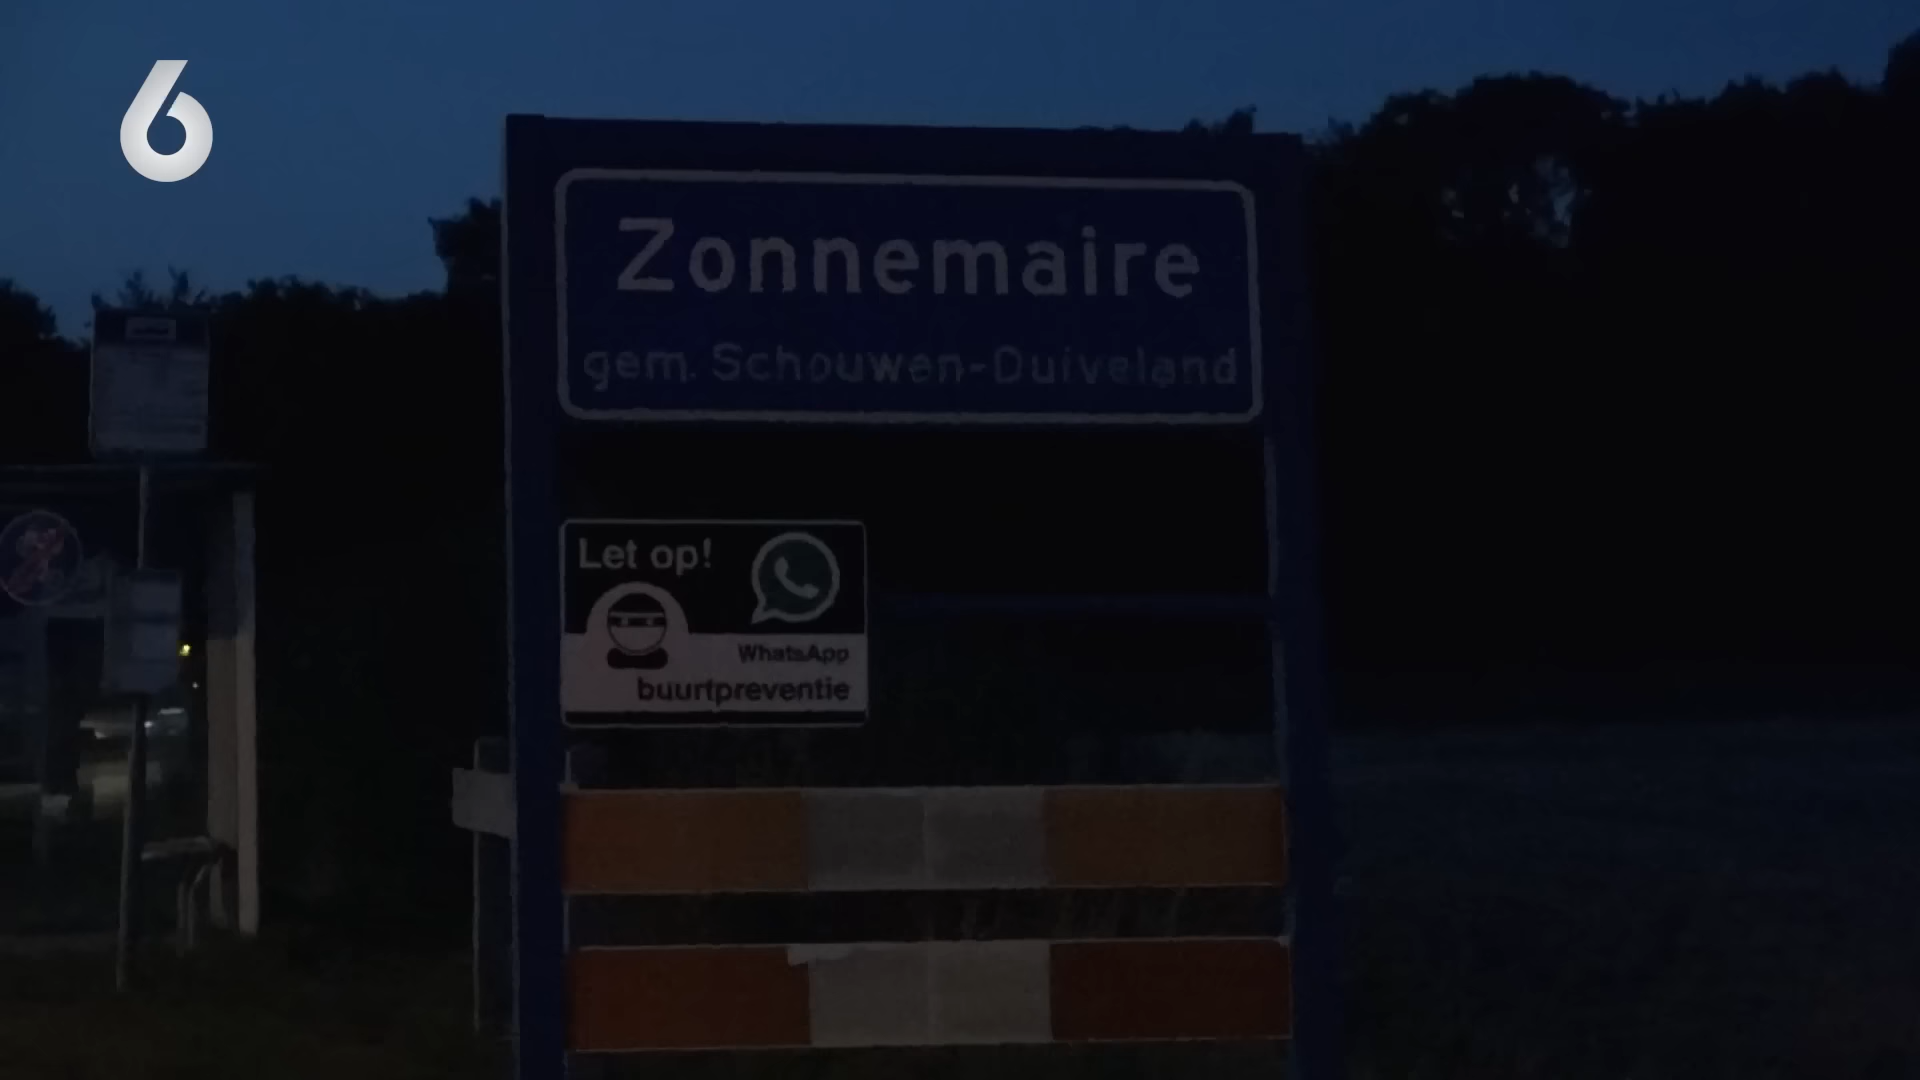 6
Zonnemaire
gem. Schouwen-Duiveland
Let op!
WhatsApp
buurtpreventie